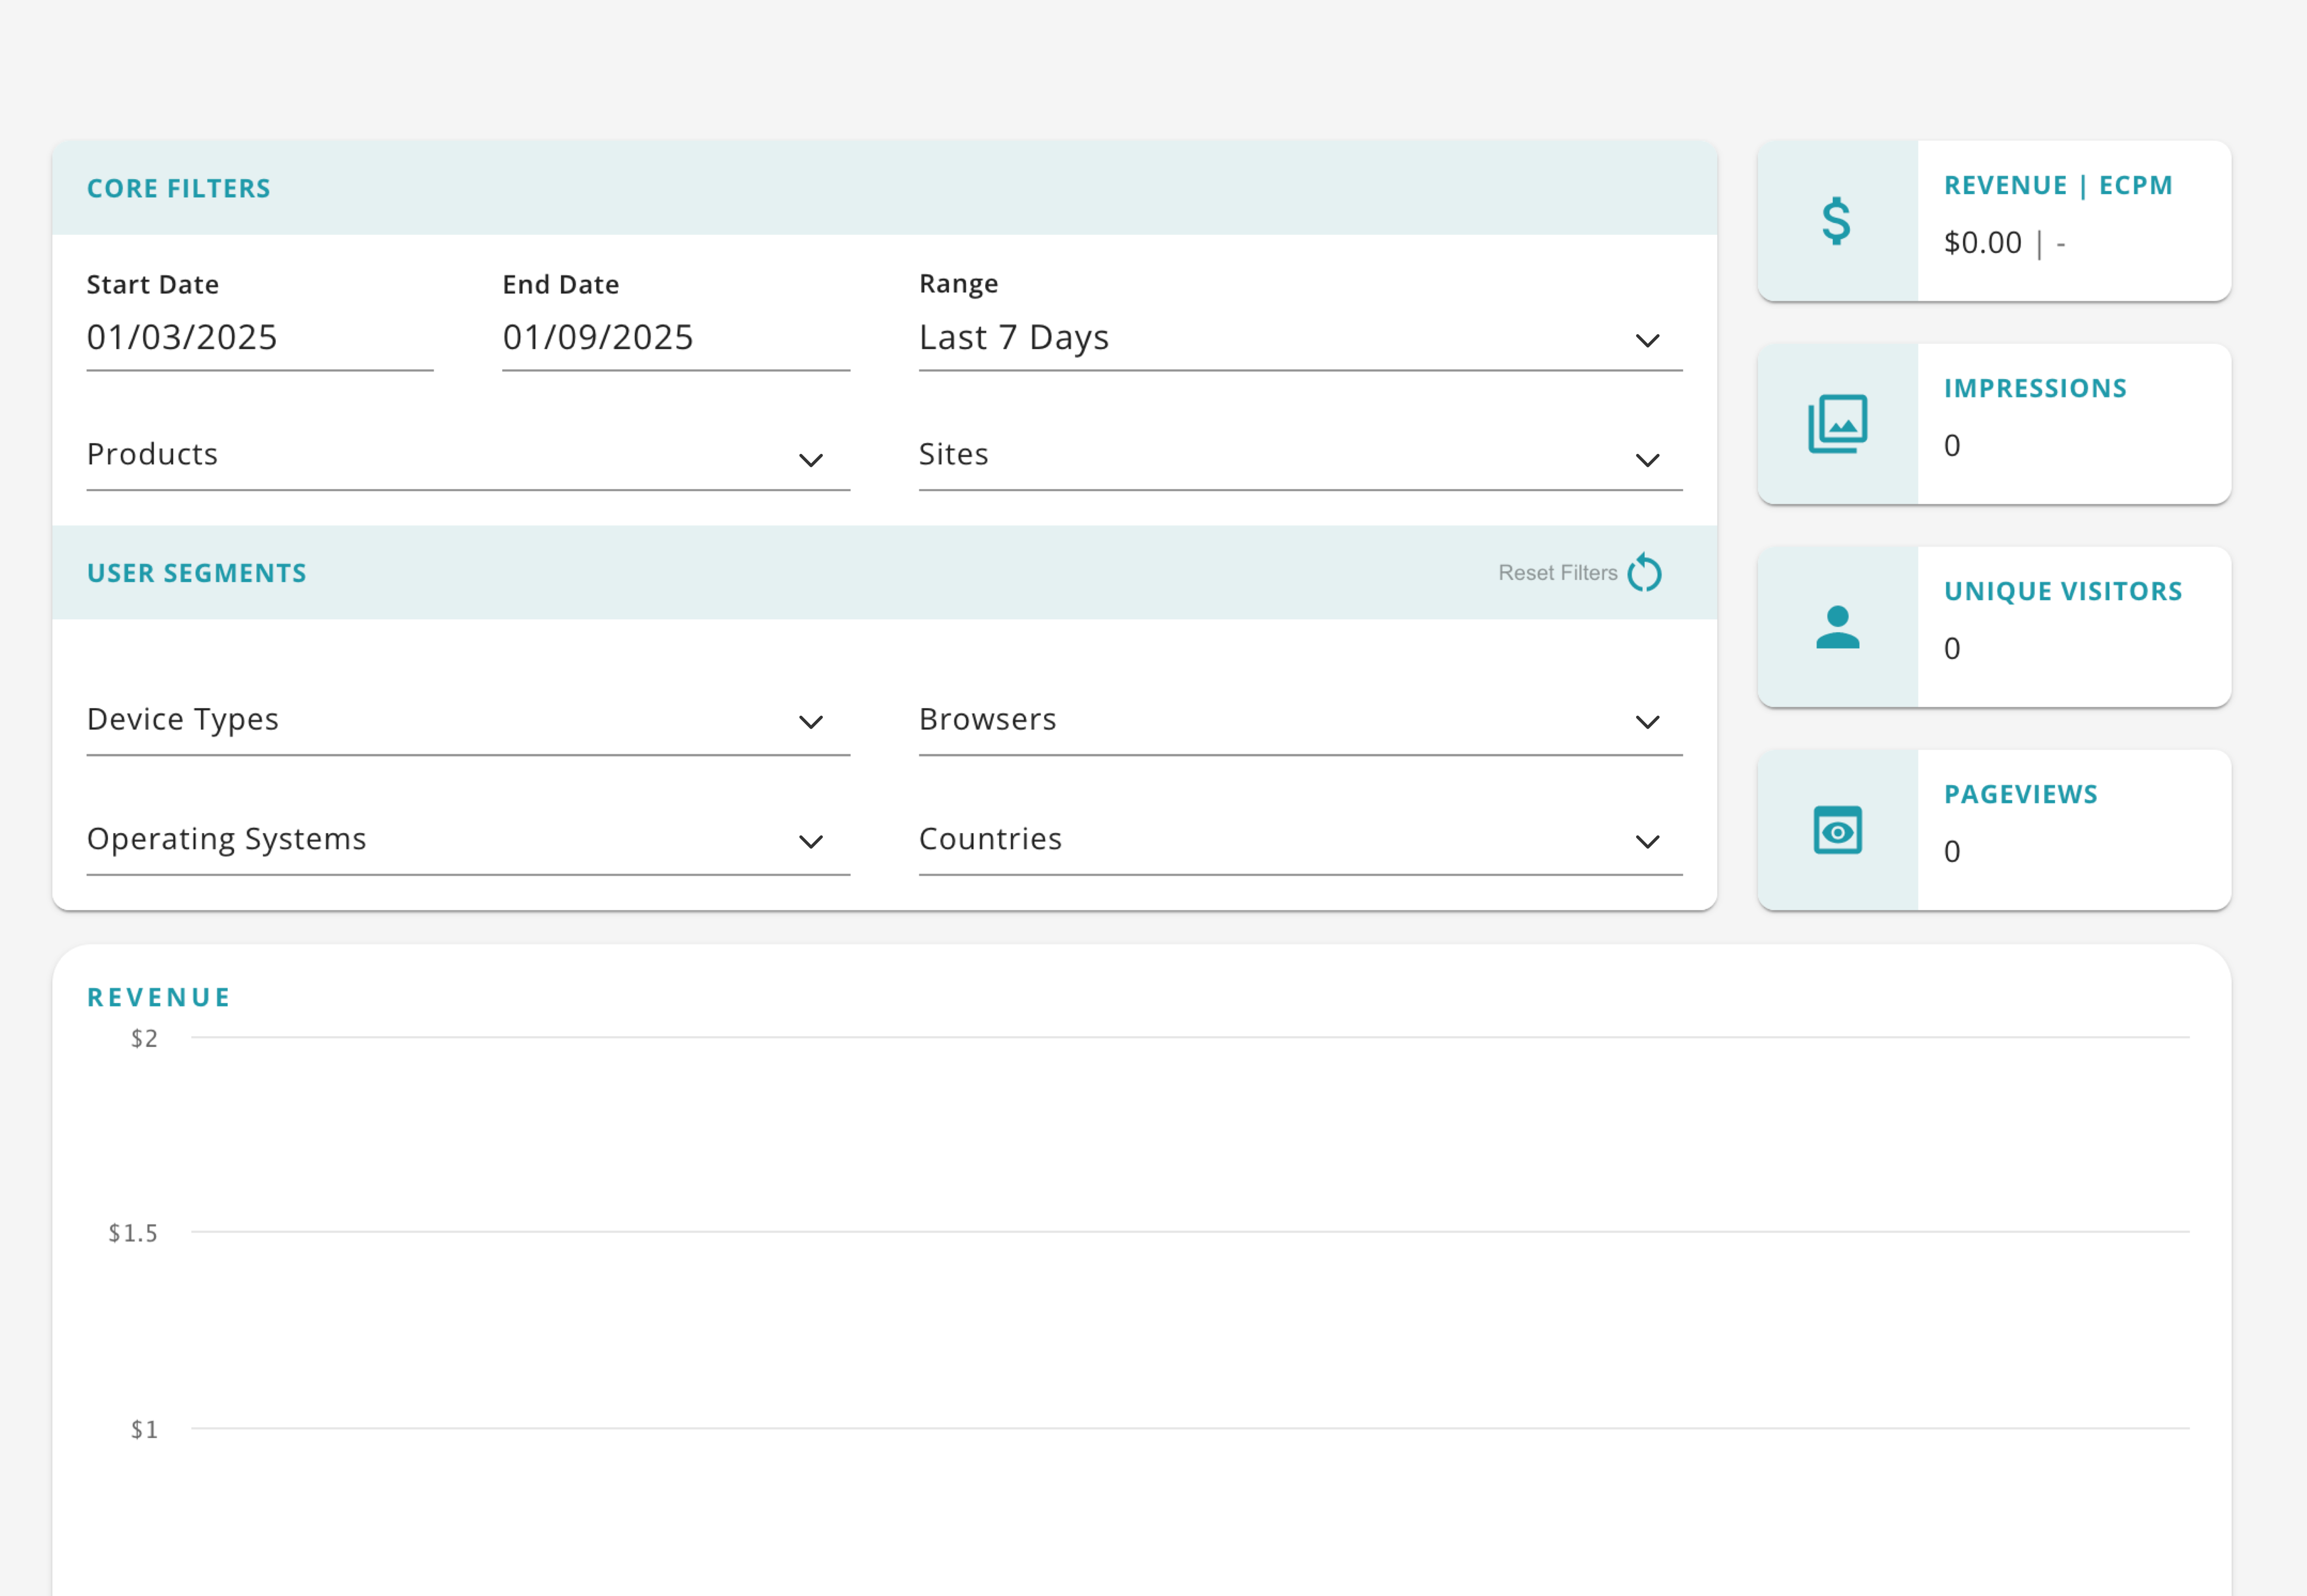 CORE FILTERS
Start Date
01/03/2025
End Date
01/09/2025
Range
Last 7 Days
Products
Sites
USER SEGMENTS
Reset Filters
Device Types
Browsers
Operating Systems
Countries
REVENUE | ECPM
$0.00 | -
IMPRESSIONS
0
UNIQUE VISITORS
0
PAGEVIEWS
0
REVENUE
$2
$1.5
$1